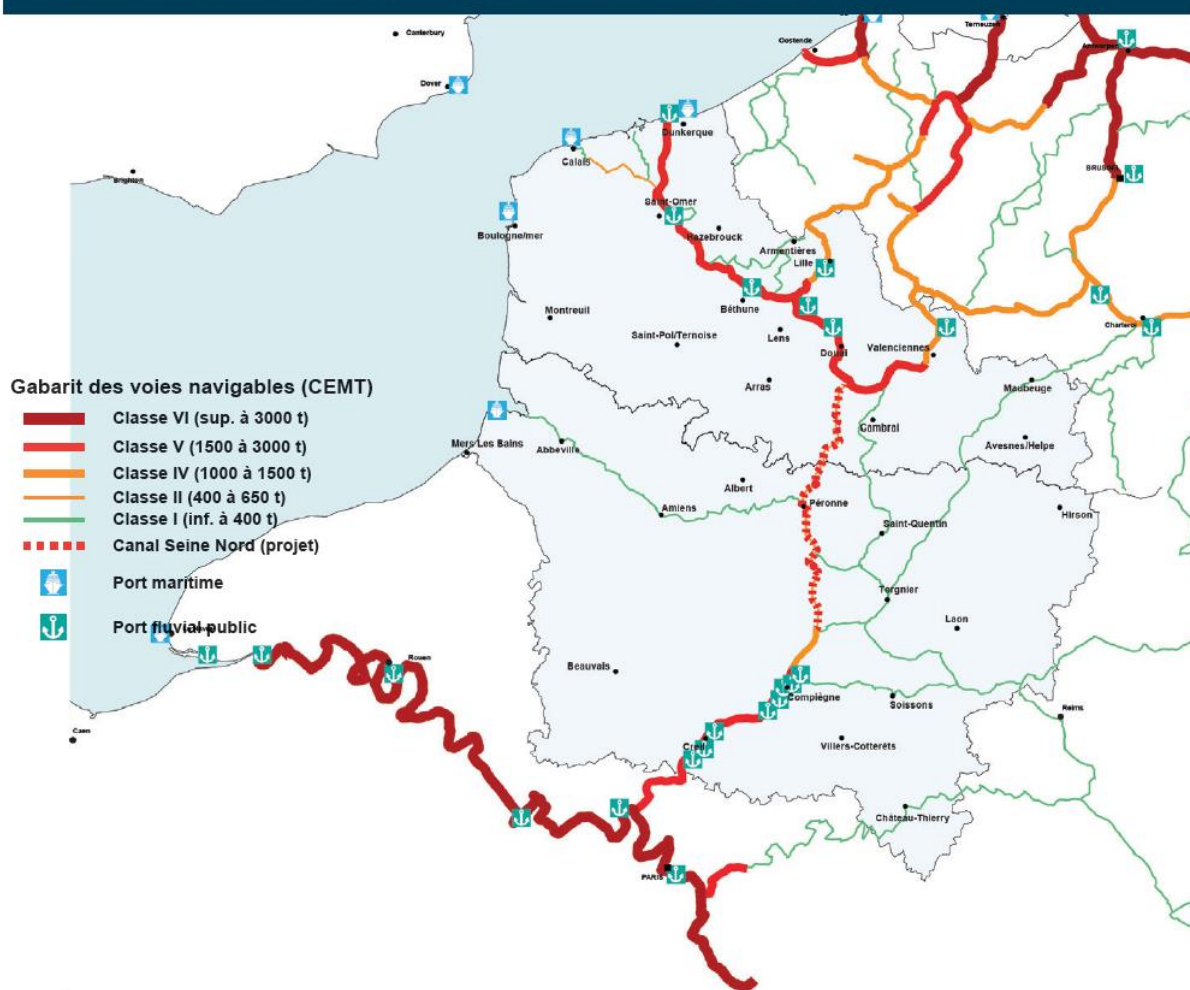 Terneuzen
Canterbury
Oostende
Antwerpen
Dover
Dunkerque
Calais
Brighton
BRUSSEL
Saint-Omer
Boulogne/mer
Hazebrouck
Armentières
Lille
Béthune
Montreuil
Charleroi
Saint-Pol/Ternoise
Lens
Douai
Valenciennes
Gabarit des voies navigables (CEMT)
Arras
Maubeuge
Classe VI (sup. à 3000 t)
Cambrai
Classe V (1500 à 3000 t)
Mers Les Bains
Abbeville
Avesnes/Helpe
Classe IV (1000 à 1500 t)
Albert
Classe II (400 à 650 t)
Amiens
Péronne
Hirson
Classe I (inf. à 400 t)
Saint-Quentin
Canal Seine Nord (projet)
Port maritime
Tergnier
Laon
Port fluvial public
Rouen
Beauvais
Compiègne
Soissons
Reims
Caen
Creil
Villers-Cotterêts
Château-Thierry
PARIS